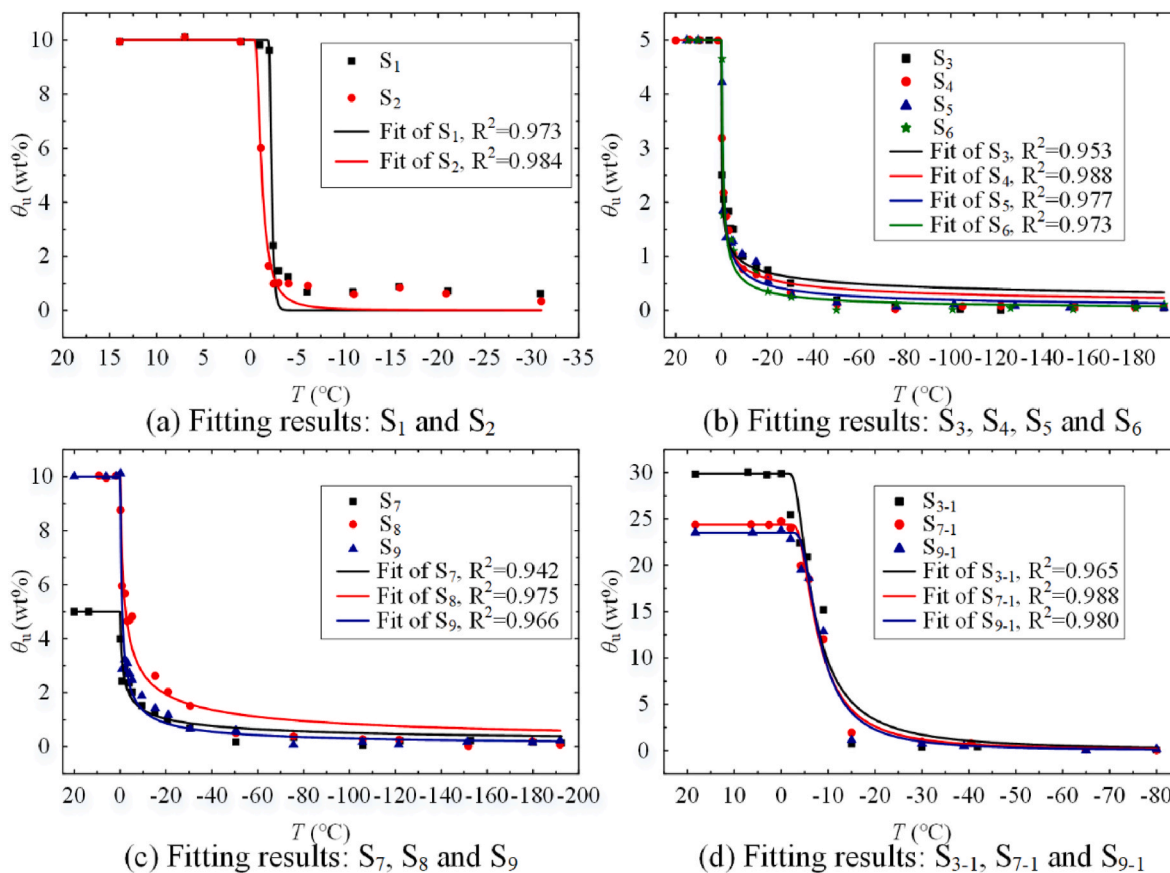 10
8
6
4
2
0
θu (wt%)
S1
S2
Fit of S1, R2=0.973
Fit of S2, R2=0.984
20 15 10 5 0 -5 -10 -15 -20 -25 -30 -35
T (°C)
(a) Fitting results: S1 and S2
5
4
3
2
1
0
θu (wt%)
S3
S4
S5
S6
Fit of S3, R2=0.953
Fit of S4, R2=0.988
Fit of S5, R2=0.977
Fit of S6, R2=0.973
20 0 -20 -40 -60 -80 -100 -120 -140 -160 -180
T (°C)
(b) Fitting results: S3, S4, S5 and S6
10
8
6
4
2
0
θu (wt%)
S7
S8
S9
Fit of S7, R2=0.942
Fit of S8, R2=0.975
Fit of S9, R2=0.966
20 0 -20 -40 -60 -80 -100 -120 -140 -160 -180 -200
T (°C)
(c) Fitting results: S7, S8 and S9
30
25
20
15
10
5
0
θu (wt%)
S3-1
S7-1
S9-1
Fit of S3-1, R2=0.965
Fit of S7-1, R2=0.988
Fit of S9-1, R2=0.980
20 10 0 -10 -20 -30 -40 -50 -60 -70 -80
T (°C)
(d) Fitting results: S3-1, S7-1 and S9-1